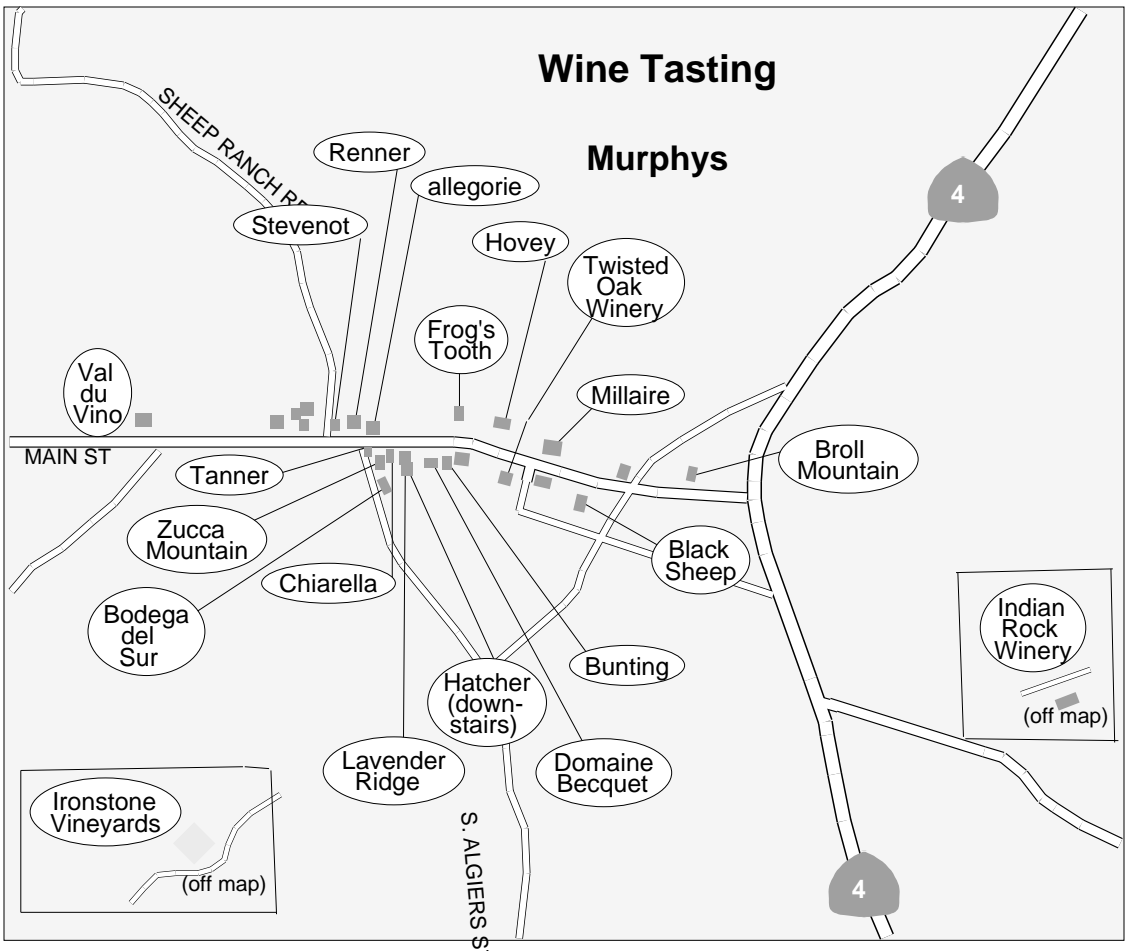 Wine Tasting
Murphys
SHEEP RANCH RD
Renner
allegorie
4
Stevenot
Hovey
Twisted
Oak
Winery
Frog's
Tooth
Val
du
Vino
Millaire
MAIN ST
Broll
Mountain
Tanner
Zucca
Mountain
Chiarella
Black
Sheep
Bodega
del
Sur
Indian
Rock
Winery
(off map)
Bunting
Hatcher
(down-
stairs)
Lavender
Ridge
Domaine
Becquet
Ironstone
Vineyards
(off map)
S. ALGIERS S
4